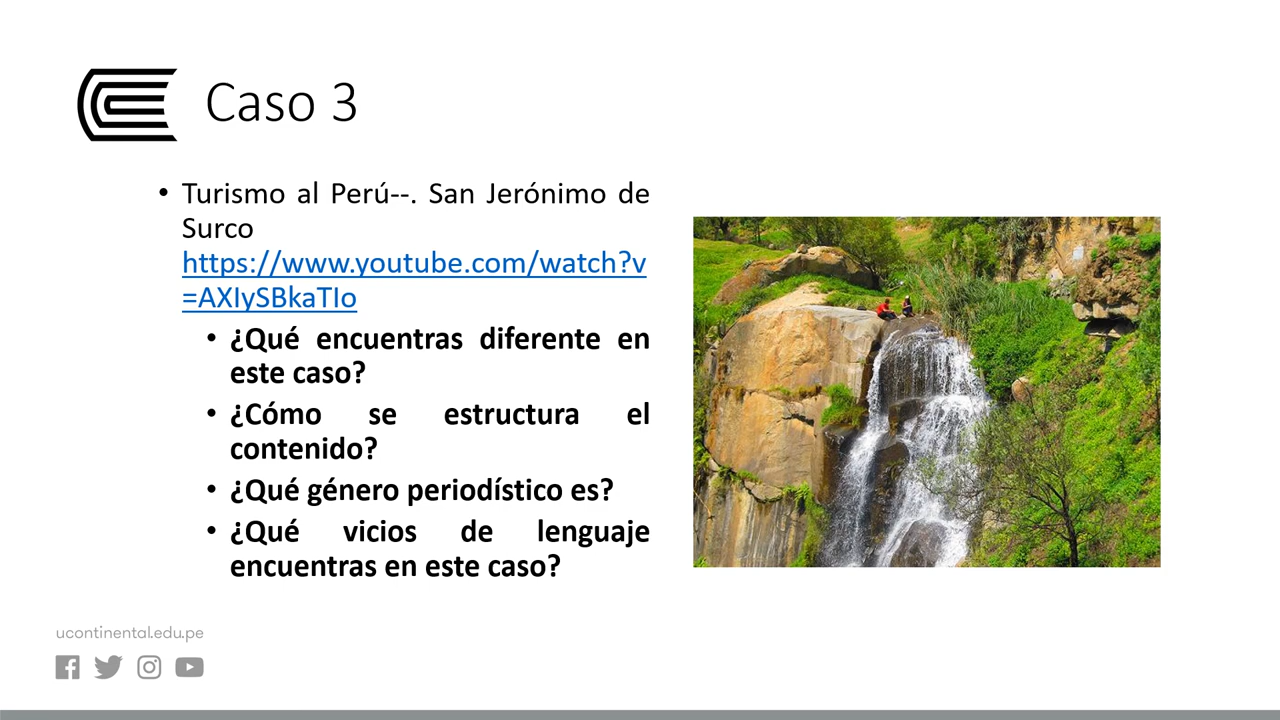 Caso 3
• Turismo al Perú--. San Jerónimo de
Surco
https://www.youtube.com/watch?v
=AXIySBkaTIo
• ¿Qué encuentras diferente en
este caso?
• ¿Cómo se estructura el
contenido?
• ¿Qué género periodístico es?
• ¿Qué vicios de lenguaje
encuentras en este caso?
ucontinental.edu.pe